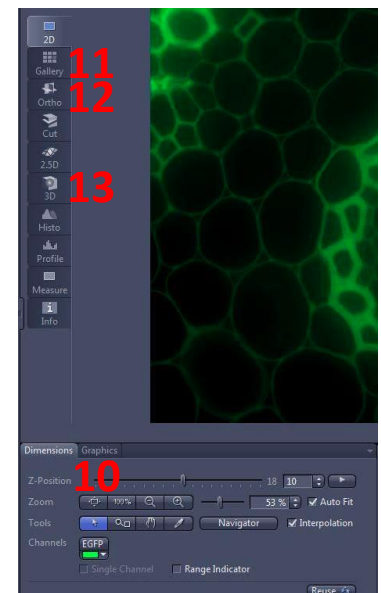 2D
Gallery 11
Ortho 12
Cut
2.5D
3D 13
Histo
Profile
Measure
i
Info
Dimensions Graphics
10
Z-Position 18 10
Zoom 100% 53 % Auto Fit
Tools Navigator Interpolation
Channels EGFP
Single Channel Range Indicator
Reuse